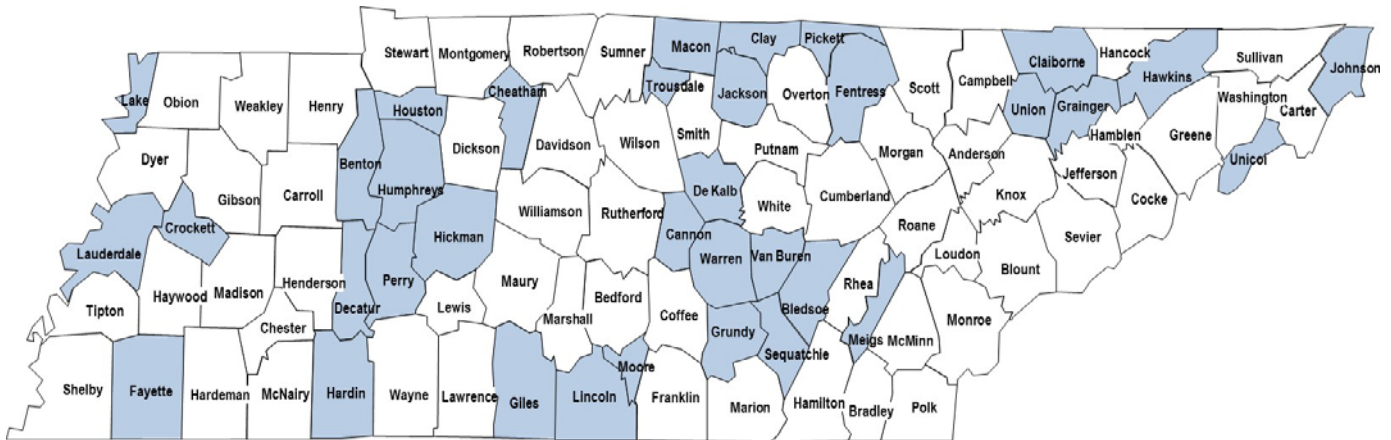 Stewart
Montgomery
Robertson
Sumner
Macon
Clay
Pickett
Scott
Campbell
Claiborne
Hancock
Hawkins
Sullivan
Johnson
Lake
Obion
Weakley
Henry
Houston
Cheatham
Trousdale
Jackson
Overton
Fentress
Union
Grainger
Washington
Carter
Dyer
Gibson
Carroll
Benton
Humphreys
Dickson
Davidson
Wilson
Smith
Putnam
Morgan
Anderson
Hamblen
Greene
Unicol
Lauderdale
Crockett
Hickman
Williamson
Rutherford
De Kalb
White
Cumberland
Knox
Jefferson
Cocke
Cannon
Warren
Van Buren
Roane
Loudon
Blount
Sevier
Tipton
Haywood
Madison
Henderson
Decatur
Perry
Lewis
Maury
Marshall
Bedford
Coffee
Grundy
Sequatchie
Bledsoe
Rhea
Meigs
McMinn
Monroe
Chester
Shelby
Fayette
Hardeman
McNairy
Hardin
Wayne
Lawrence
Giles
Lincoln
Moore
Franklin
Marion
Hamilton
Bradley
Polk